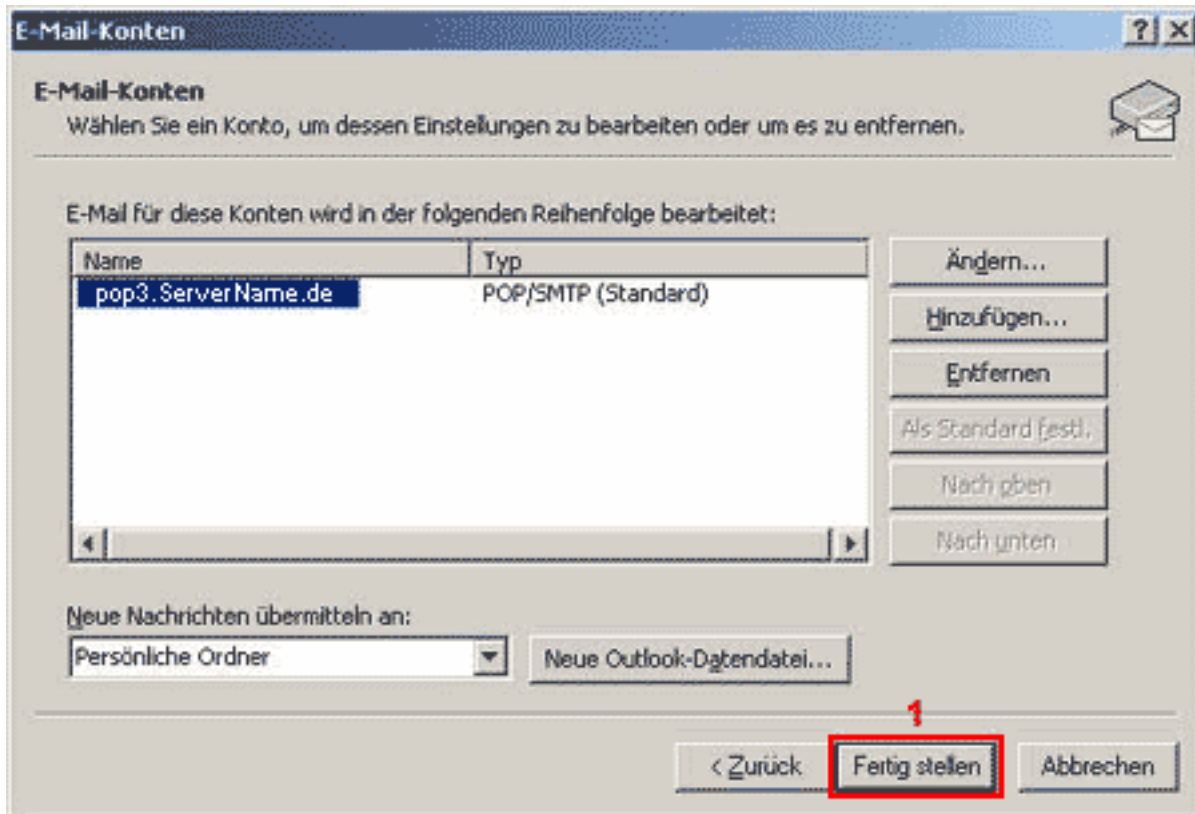 E-Mail-Konten
E-Mail-Konten
Wählen Sie ein Konto, um dessen Einstellungen zu bearbeiten oder um es zu entfernen.
E-Mail für diese Konten wird in der folgenden Reihenfolge bearbeitet:
Name Typ
pop3.ServerName.de POP/SMTP (Standard)
Ändern...
Hinzufügen...
Entfernen
Als Standard festl.
Nach oben
Nach unten
Neue Nachrichten übermitteln an:
Persönliche Ordner Neue Outlook-Datendatei...
1
< Zurück Fertig stellen Abbrechen